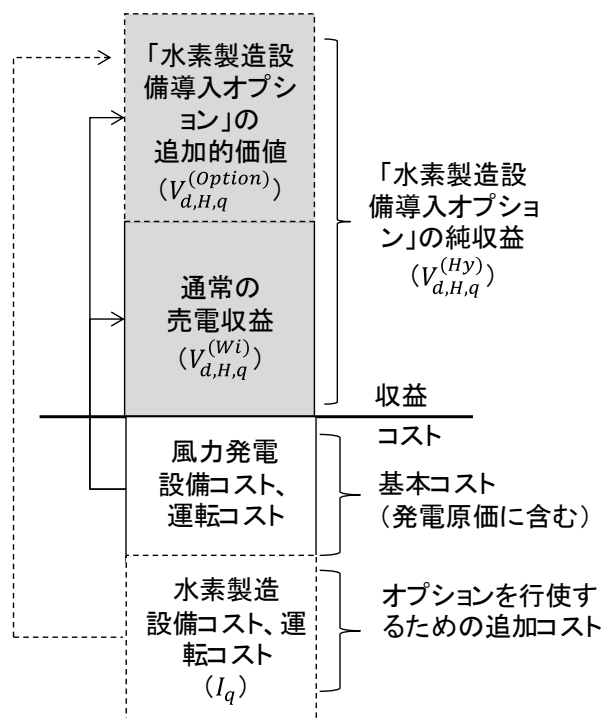 「水素製造設
備導入オプシ
ョン」の
追加的価値
（$V_{d,H,q}^{(Option)}$）
「水素製造設
備導入オプショ
ン」の純収益
（$V_{d,H,q}^{(Hy)}$）
通常の
売電収益
（$V_{d,H,q}^{(Wi)}$）
収益
コスト
風力発電
設備コスト、
運転コスト
基本コスト
（発電原価に含む）
水素製造
設備コスト、運
転コスト
（$I_q$）
オプションを行使す
るための追加コスト